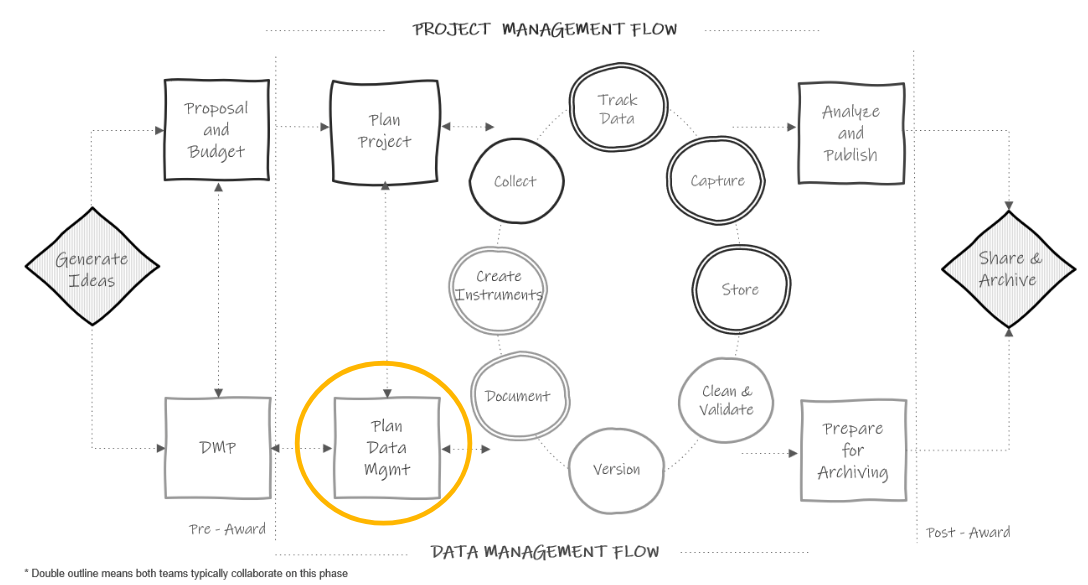 PROJECT MANAGEMENT FLOW
Proposal
and
Budget
Plan
Project
Track
Data
Analyze
and
Publish
Collect
Capture
Generate
Ideas
Create
Instruments
Store
Share &
Archive
Document
Clean &
Validate
DMP
Plan
Data
Mgmt
Version
Prepare
for
Archiving
Pre - Award
Post - Award
DATA MANAGEMENT FLOW
* Double outline means both teams typically collaborate on this phase